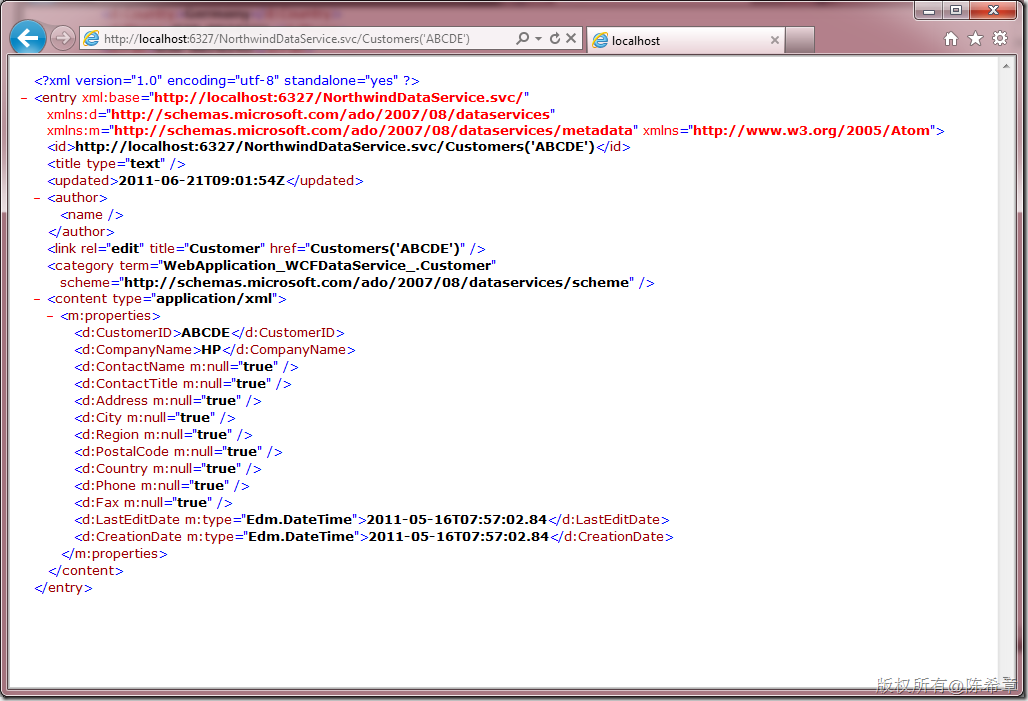 http://localhost:6327/NorthwindDataService.svc/Customers('ABCDE')
localhost
<?xml version="1.0" encoding="utf-8" standalone="yes" ?>
- <entry xml:base="http://localhost:6327/NorthwindDataService.svc/"
xmlns:d="http://schemas.microsoft.com/ado/2007/08/dataservices"
xmlns:m="http://schemas.microsoft.com/ado/2007/08/dataservices/metadata" xmlns="http://www.w3.org/2005/Atom">
<id>http://localhost:6327/NorthwindDataService.svc/Customers('ABCDE')</id>
<title type="text" />
<updated>2011-06-21T09:01:54Z</updated>
- <author>
<name />
</author>
<link rel="edit" title="Customer" href="Customers('ABCDE')" />
<category term="WebApplication_WCFDataService_.Customer"
scheme="http://schemas.microsoft.com/ado/2007/08/dataservices/scheme" />
- <content type="application/xml">
- <m:properties>
<d:CustomerID>ABCDE</d:CustomerID>
<d:CompanyName>HP</d:CompanyName>
<d:ContactName m:null="true" />
<d:ContactTitle m:null="true" />
<d:Address m:null="true" />
<d:City m:null="true" />
<d:Region m:null="true" />
<d:PostalCode m:null="true" />
<d:Country m:null="true" />
<d:Phone m:null="true" />
<d:Fax m:null="true" />
<d:LastEditDate m:type="Edm.DateTime">2011-05-16T07:57:02.84</d:LastEditDate>
<d:CreationDate m:type="Edm.DateTime">2011-05-16T07:57:02.84</d:CreationDate>
</m:properties>
</content>
</entry>
版权所有@陈希章